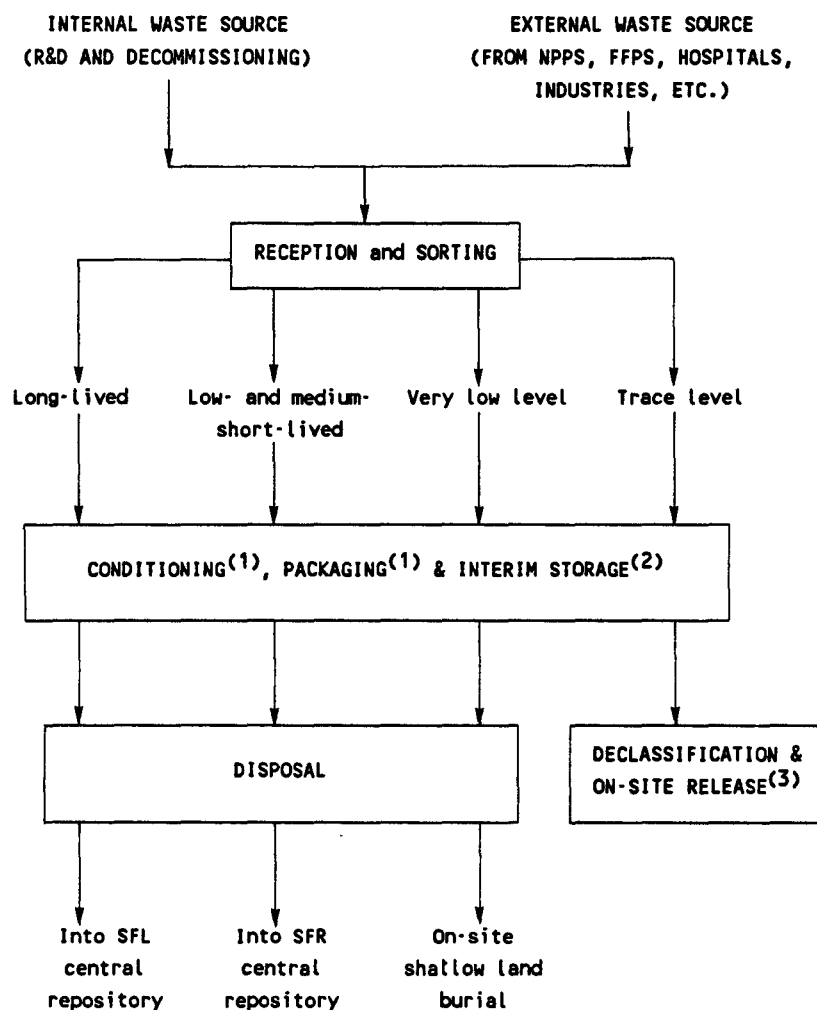 INTERNAL WASTE SOURCE
(R&D AND DECOMMISSIONING)
EXTERNAL WASTE SOURCE
(FROM NPPS, FFPS, HOSPITALS,
INDUSTRIES, ETC.)
RECEPTION and SORTING
Long-lived
Low- and medium-
short-lived
Very low level
Trace level
CONDITIONING(1), PACKAGING(1) & INTERIM STORAGE(2)
DISPOSAL
DECLASSIFICATION &
ON-SITE RELEASE(3)
Into SFL
central
repository
Into SFR
central
repository
On-site
shallow land
burial